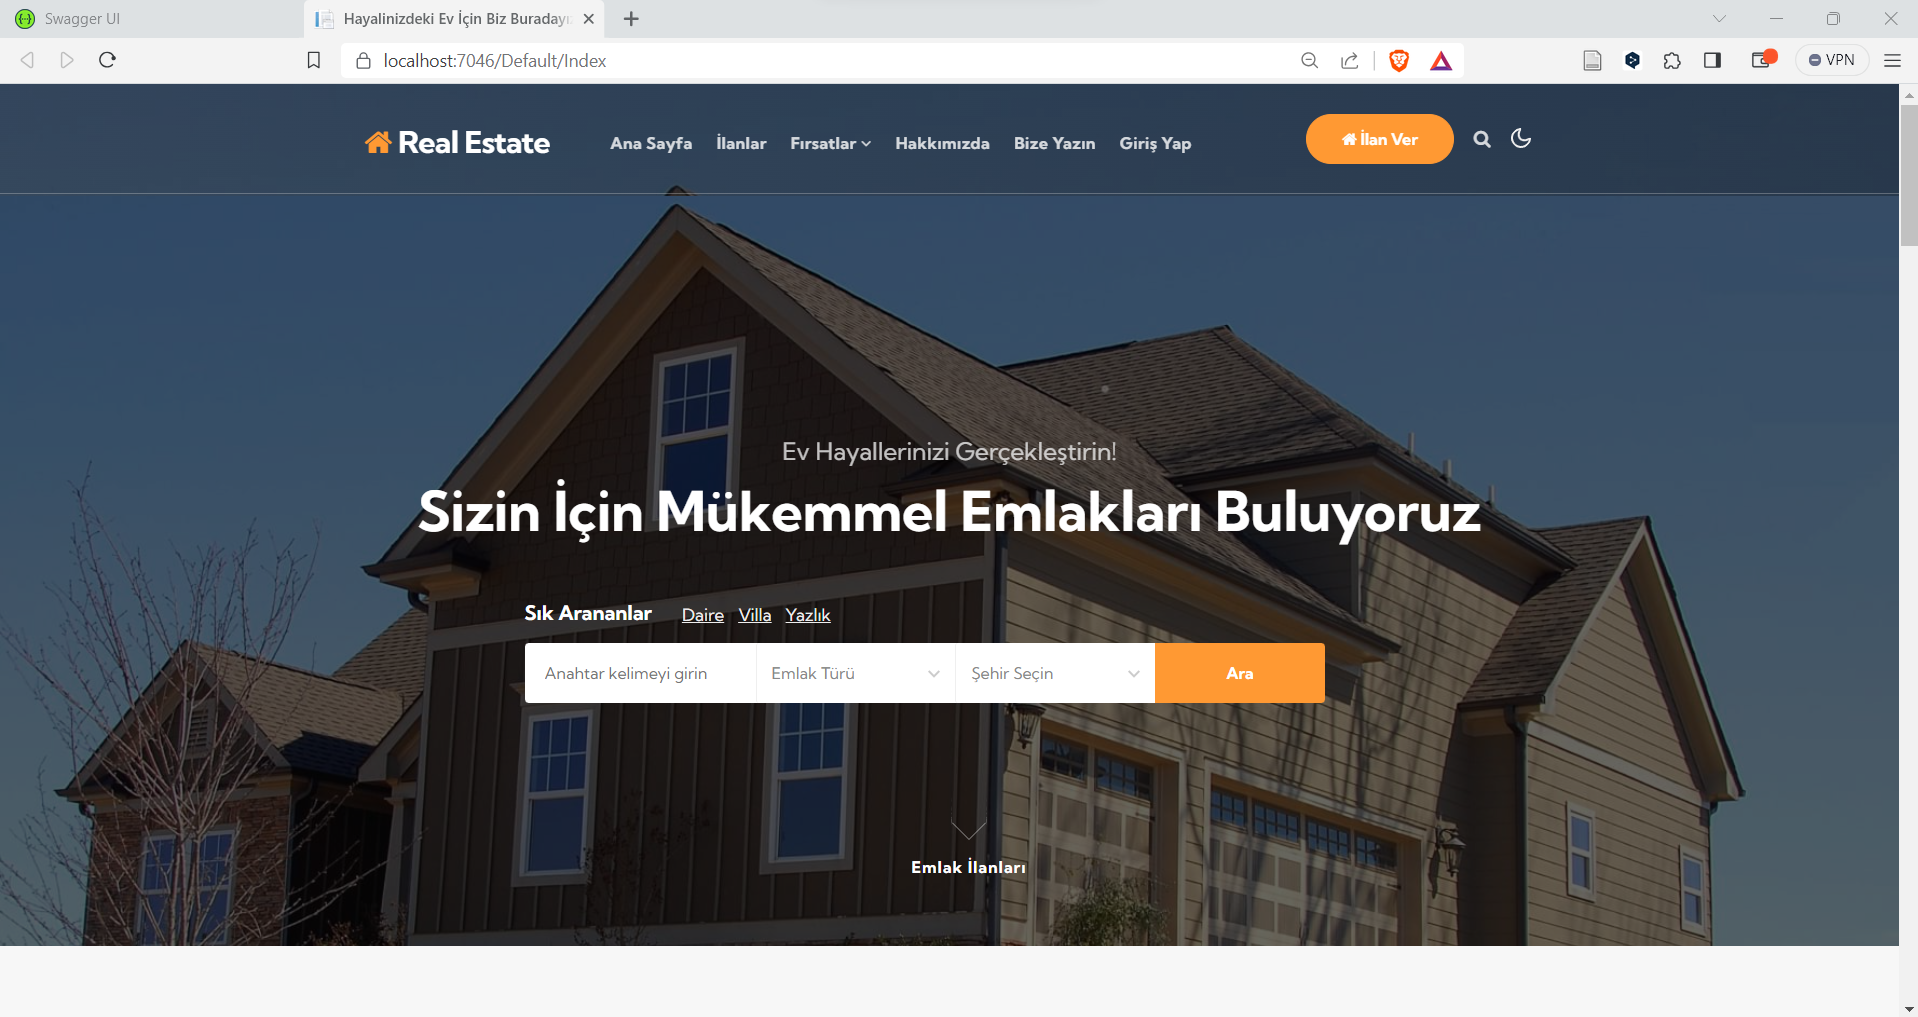 Swagger UI
Hayalinizdeki Ev İçin Biz Buradayı
localhost:7046/Default/Index
VPN
Real Estate
Ana Sayfa
İlanlar
Fırsatlar
Hakkımızda
Bize Yazın
Giriş Yap
İlan Ver
Ev Hayallerinizi Gerçekleştirin!
Sizin İçin Mükemmel Emlakları Buluyoruz
Sık Arananlar
Daire
Villa
Yazlık
Anahtar kelimeyi girin
Emlak Türü
Şehir Seçin
Ara
Emlak İlanları